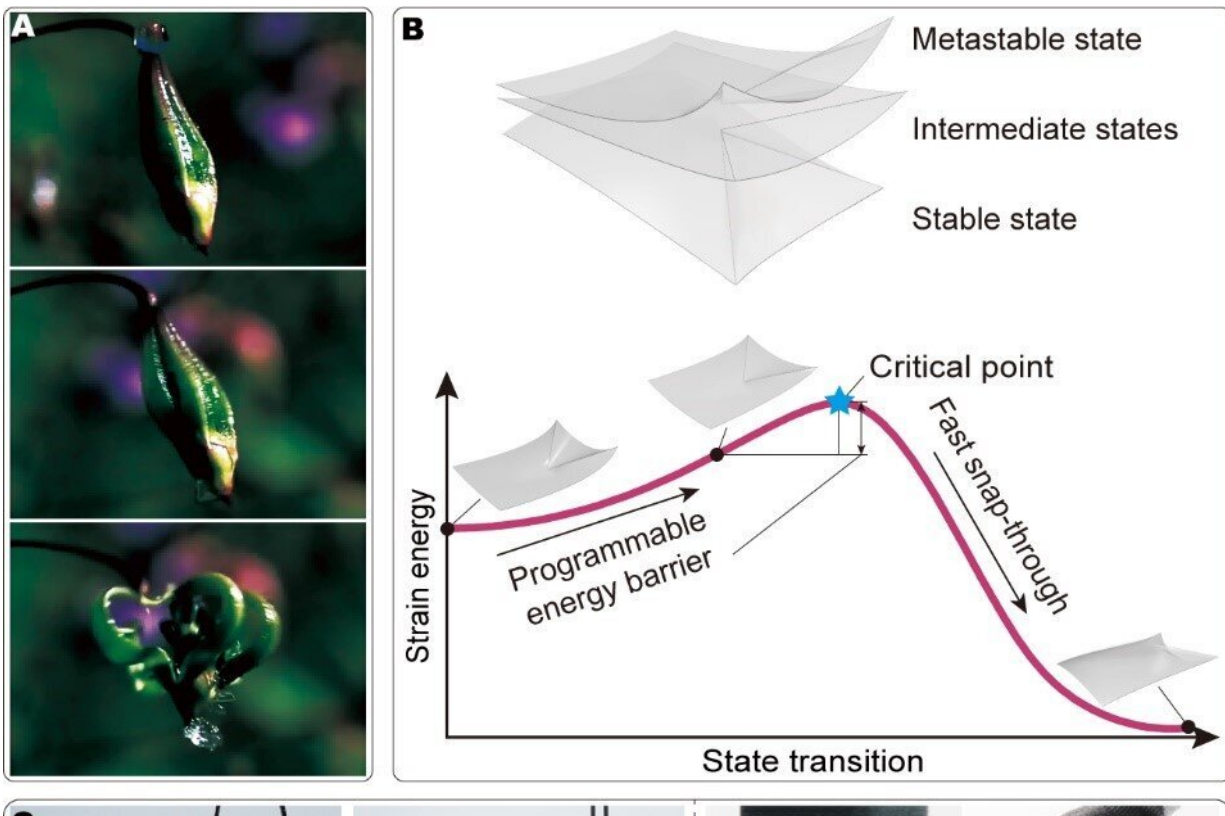 A
B
Metastable state
Intermediate states
Stable state
Critical point
Fast snap-through
Programmable
energy barrier
Strain energy
State transition